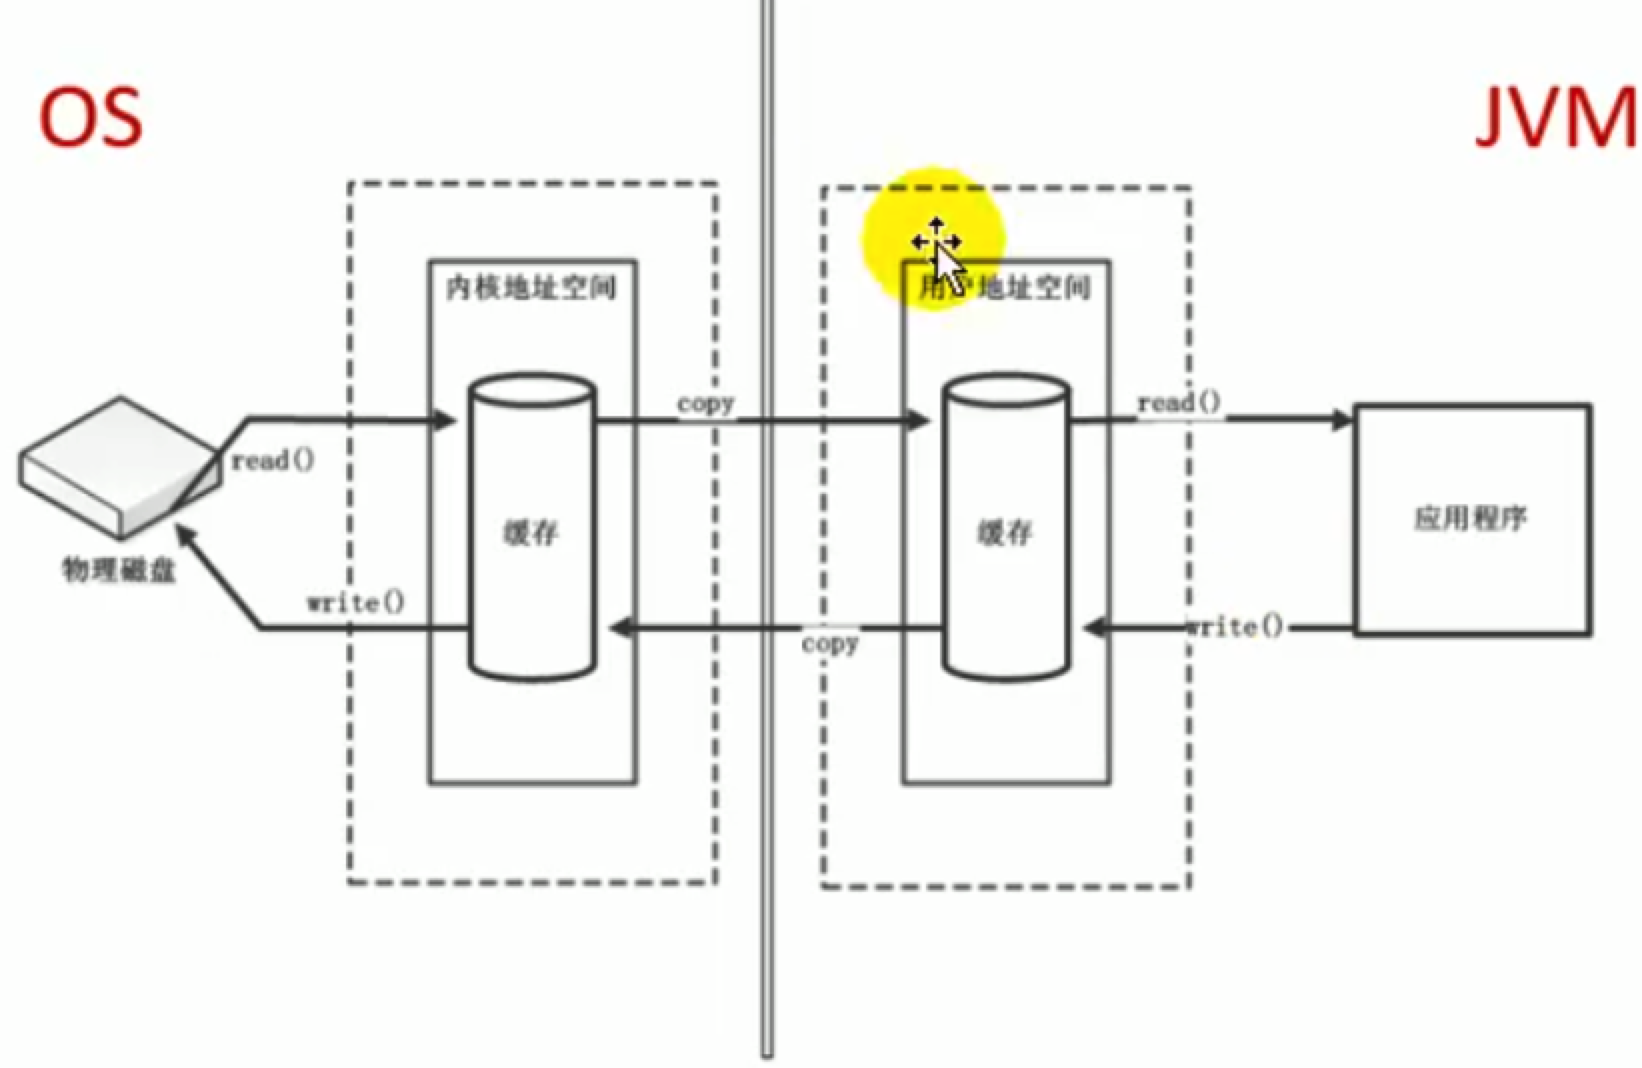 OS
JVM
内核地址空间
用户地址空间
copy
read()
read()
缓存
缓存
应用程序
物理磁盘
write()
copy
write()